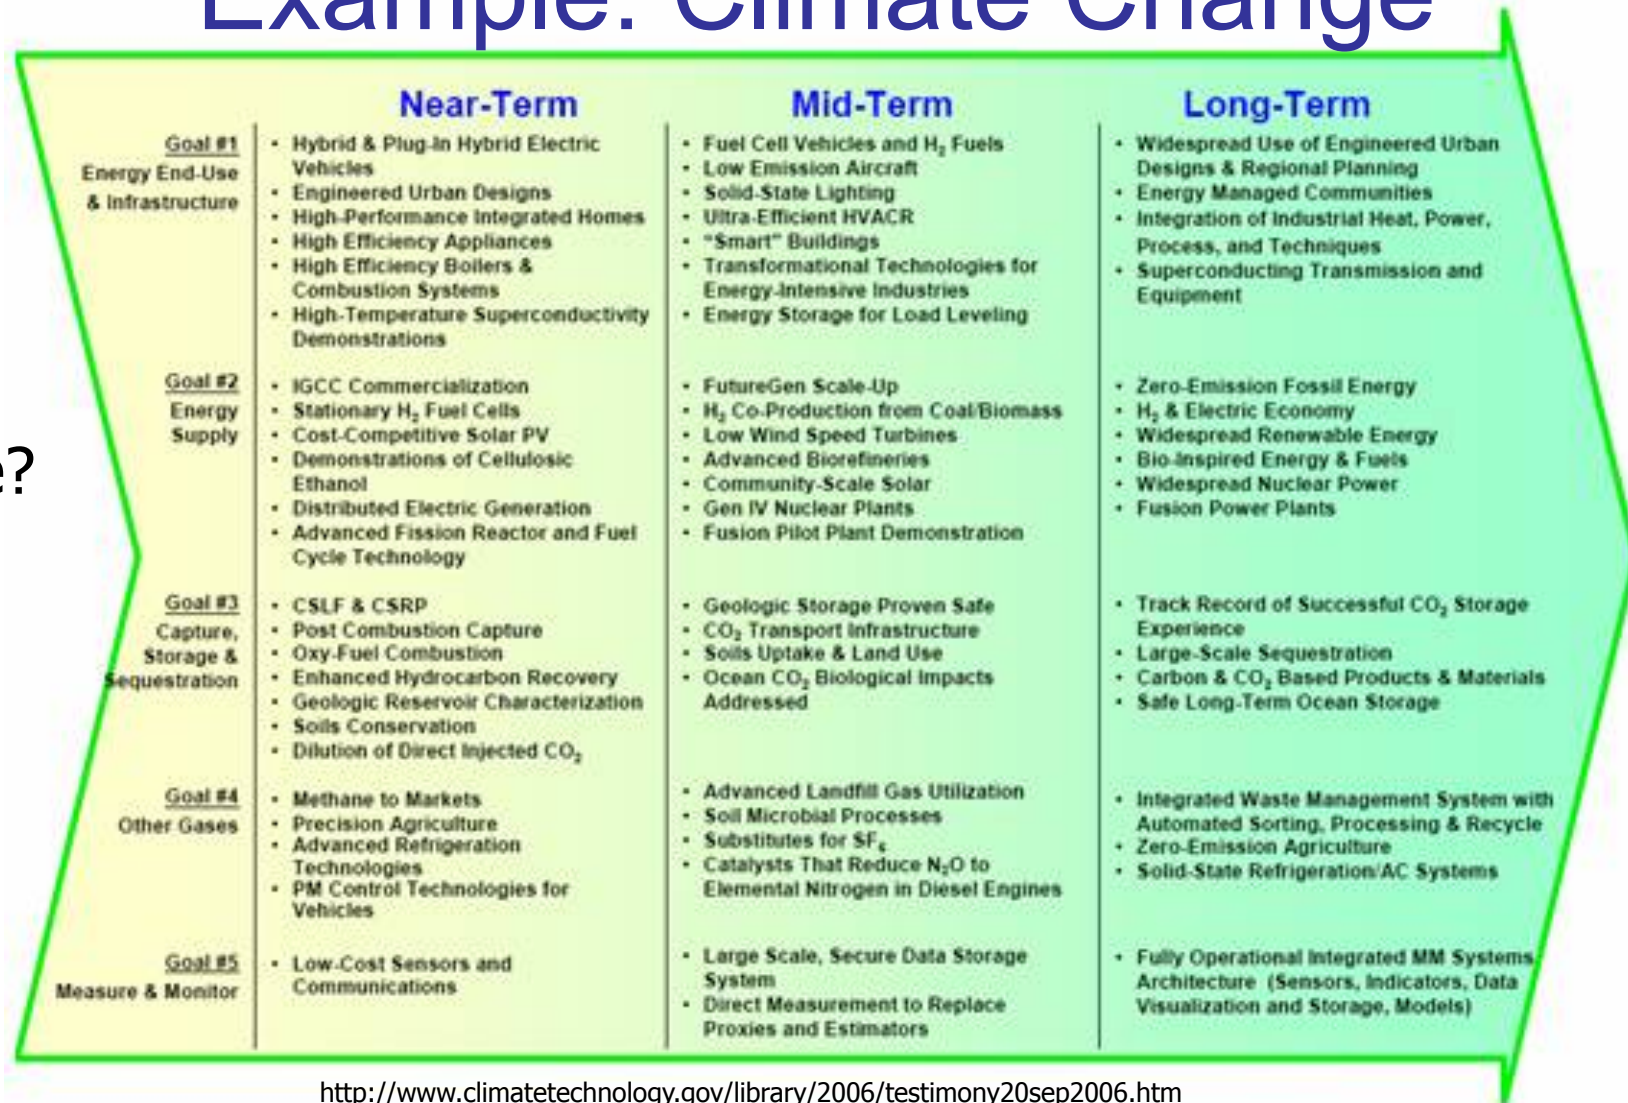 Example: Climate Change
Near-Term
Mid-Term
Long-Term
Goal #1
Energy End-Use
& Infrastructure
• Hybrid & Plug-In Hybrid Electric
Vehicles
• Engineered Urban Designs
• High-Performance Integrated Homes
• High Efficiency Appliances
• High Efficiency Boilers &
Combustion Systems
• High-Temperature Superconductivity
Demonstrations
• Fuel Cell Vehicles and H₂ Fuels
• Low Emission Aircraft
• Solid-State Lighting
• Ultra-Efficient HVACR
• “Smart” Buildings
• Transformational Technologies for
Energy-Intensive Industries
• Energy Storage for Load Leveling
• Widespread Use of Engineered Urban
Designs & Regional Planning
• Energy Managed Communities
• Integration of Industrial Heat, Power,
Process, and Techniques
• Superconducting Transmission and
Equipment
Goal #2
Energy
Supply
• IGCC Commercialization
• Stationary H₂ Fuel Cells
• Cost-Competitive Solar PV
• Demonstrations of Cellulosic
Ethanol
• Distributed Electric Generation
• Advanced Fission Reactor and Fuel
Cycle Technology
• FutureGen Scale-Up
• H₂ Co-Production from Coal/Biomass
• Low Wind Speed Turbines
• Advanced Biorefineries
• Community-Scale Solar
• Gen IV Nuclear Plants
• Fusion Pilot Plant Demonstration
• Zero-Emission Fossil Energy
• H₂ & Electric Economy
• Widespread Renewable Energy
• Bio-Inspired Energy & Fuels
• Widespread Nuclear Power
• Fusion Power Plants
e?
Goal #3
Capture,
Storage &
Sequestration
• CSLF & CSRP
• Post Combustion Capture
• Oxy-Fuel Combustion
• Enhanced Hydrocarbon Recovery
• Geologic Reservoir Characterization
• Soils Conservation
• Dilution of Direct Injected CO₂
• Geologic Storage Proven Safe
• CO₂ Transport Infrastructure
• Soils Uptake & Land Use
• Ocean CO₂ Biological Impacts
Addressed
• Track Record of Successful CO₂ Storage
Experience
• Large-Scale Sequestration
• Carbon & CO₂ Based Products & Materials
• Safe Long-Term Ocean Storage
Goal #4
Other Gases
• Methane to Markets
• Precision Agriculture
• Advanced Refrigeration
Technologies
• PM Control Technologies for
Vehicles
• Advanced Landfill Gas Utilization
• Soil Microbial Processes
• Substitutes for SF₆
• Catalysts That Reduce N₂O to
Elemental Nitrogen in Diesel Engines
• Integrated Waste Management System with
Automated Sorting, Processing & Recycle
• Zero-Emission Agriculture
• Solid-State Refrigeration/AC Systems
Goal #5
Measure & Monitor
• Low-Cost Sensors and
Communications
• Large Scale, Secure Data Storage
System
• Direct Measurement to Replace
Proxies and Estimators
• Fully Operational Integrated MM Systems
Architecture (Sensors, Indicators, Data
Visualization and Storage, Models)
http://www.climatetechnology.gov/library/2006/testimony20sep2006.htm